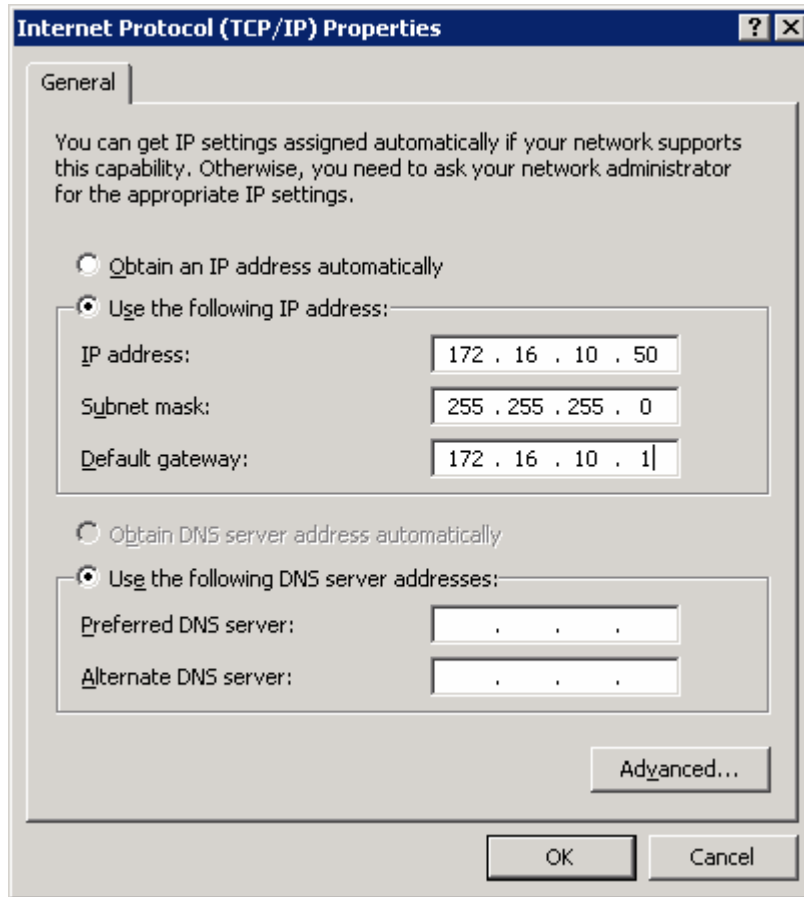 Internet Protocol (TCP/IP) Properties
General
You can get IP settings assigned automatically if your network supports
this capability. Otherwise, you need to ask your network administrator
for the appropriate IP settings.
Obtain an IP address automatically
Use the following IP address:
IP address: 172 . 16 . 10 . 50
Subnet mask: 255 . 255 . 255 . 0
Default gateway: 172 . 16 . 10 . 1
Obtain DNS server address automatically
Use the following DNS server addresses:
Preferred DNS server: . . .
Alternate DNS server: . . .
Advanced...
OK Cancel